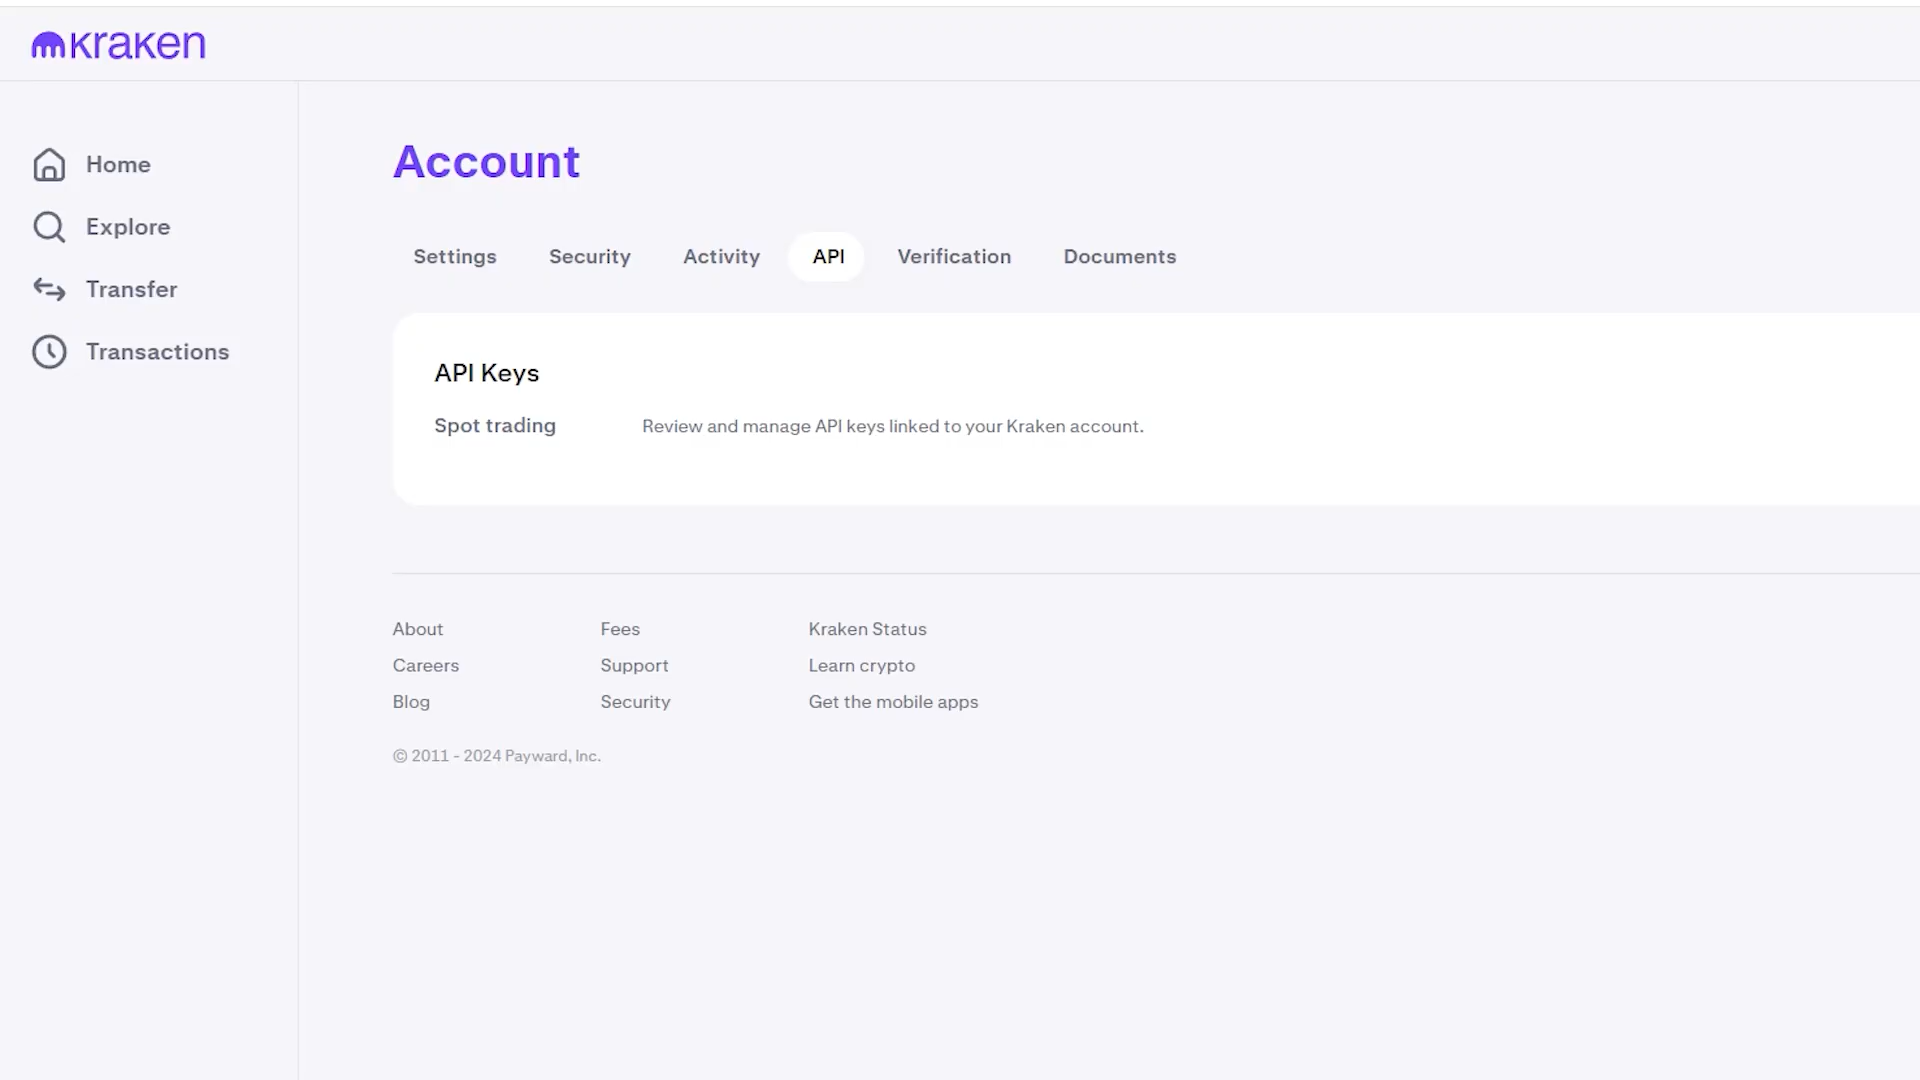 kraken
Home
Explore
Transfer
Transactions
Account
Settings Security Activity API Verification Documents
API Keys
Spot trading Review and manage API keys linked to your Kraken account.
About Fees Kraken Status
Careers Support Learn crypto
Blog Security Get the mobile apps
© 2011 - 2024 Payward, Inc.